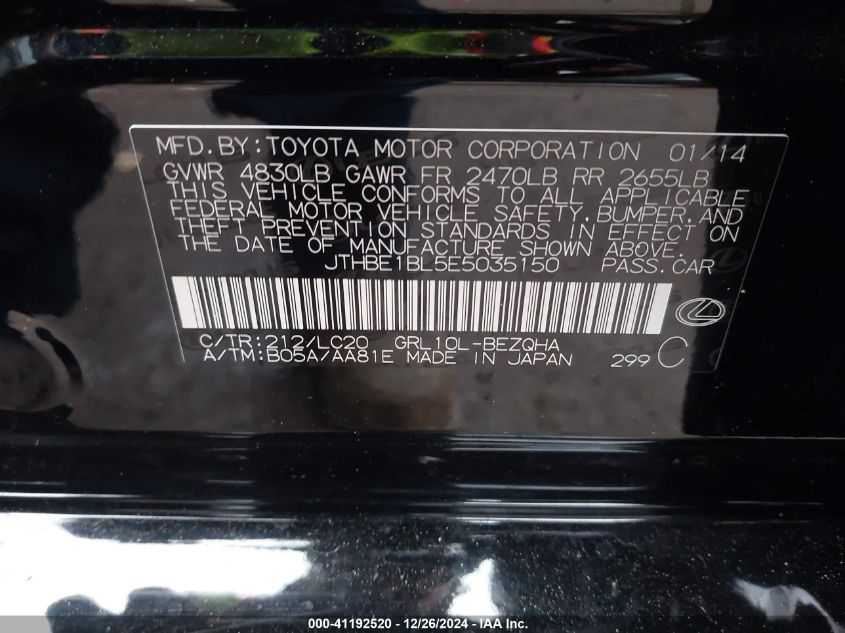 MFD.BY:TOYOTA MOTOR CORPORATION 01/14
GVWR 4830LB GAWR FR 2470LB RR 2655LB
THIS VEHICLE CONFORMS TO ALL APPLICABLE
FEDERAL MOTOR VEHICLE SAFETY,BUMPER,AND
THEFT PREVENTION STANDARDS IN EFFECT ON
THE DATE OF MANUFACTURE SHOWN ABOVE.
JTHBE1BL5E5035150 PASS.CAR
C/TR:212/LC20 GRL10L-BEZQHA
A/TM:B05A/AA81E MADE IN JAPAN 299 C
000-41192520 - 12/26/2024 - IAA Inc.